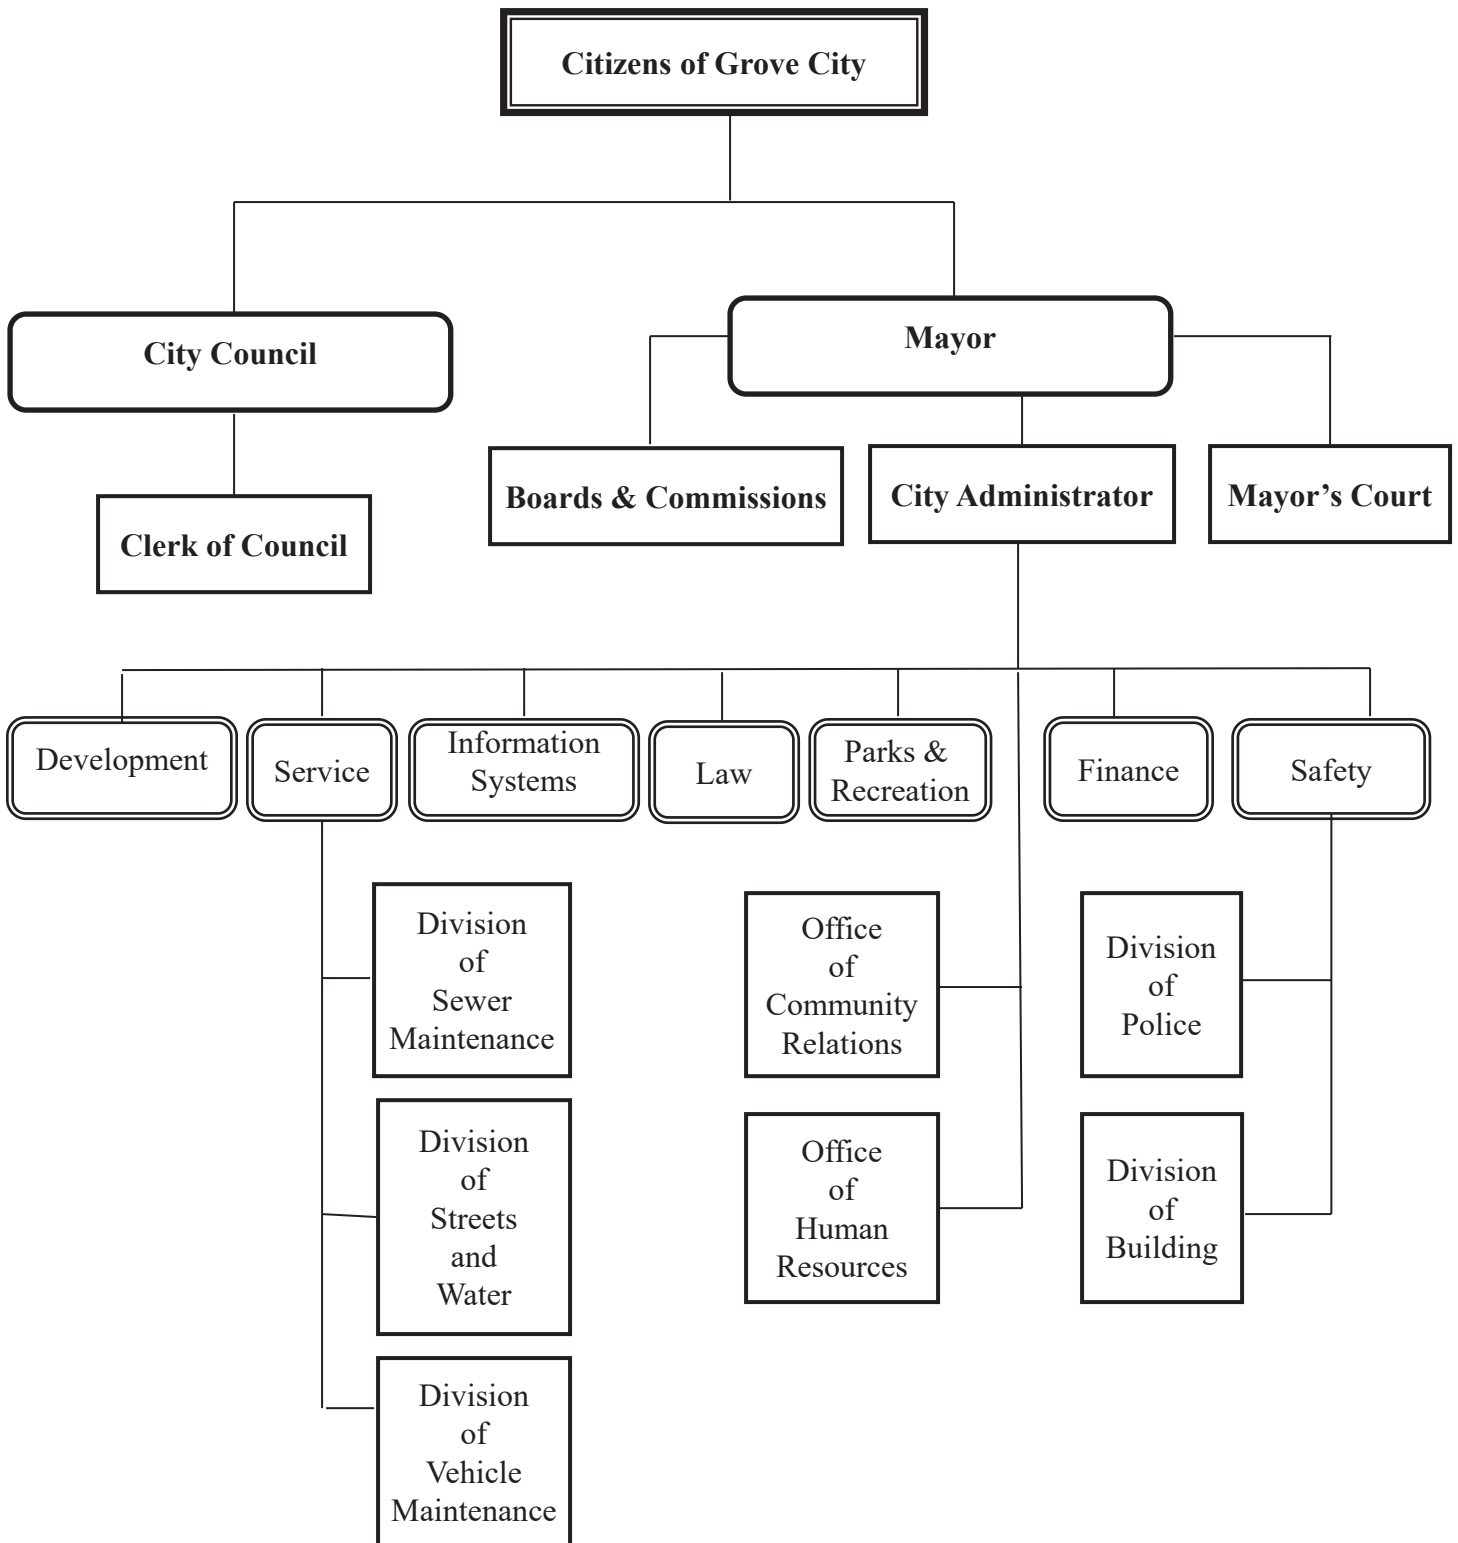 Citizens of Grove City
City Council
Mayor
Boards & Commissions
City Administrator
Mayor’s Court
Clerk of Council
Development
Service
Information
Systems
Law
Parks &
Recreation
Finance
Safety
Division
of
Sewer
Maintenance
Division
of
Streets
and
Water
Division
of
Vehicle
Maintenance
Office
of
Community
Relations
Office
of
Human
Resources
Division
of
Police
Division
of
Building